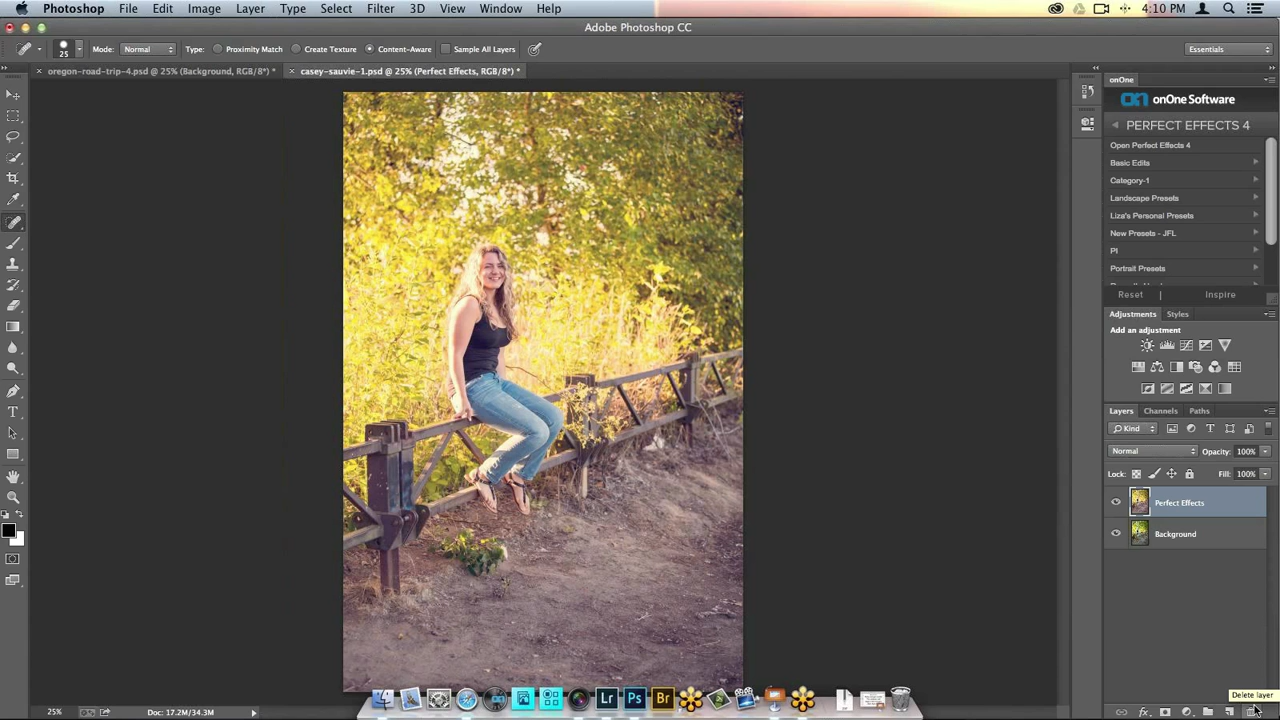 Photoshop File Edit Image Layer Type Select Filter 3D View Window Help 4:10 PM
Adobe Photoshop CC
25 Mode: Normal Type: Proximity Match Create Texture Content-Aware Sample All Layers Essentials
oregon-road-trip-4.psd @ 25% (Background, RGB/8*) * casey-sauvie-1.psd @ 25% (Perfect Effects, RGB/8*) *
onOne
on onOne Software
PERFECT EFFECTS 4
Open Perfect Effects 4
Basic Edits
Category-1
Landscape Presets
Liza's Personal Presets
New Presets - JFL
PI
Portrait Presets
Reset | Inspire
Adjustments Styles
Add an adjustment
Layers Channels Paths
Kind
Normal Opacity: 100%
Lock: Fill: 100%
Perfect Effects
Background
Delete layer
Lr Ps Br
25% Doc: 17.2M/34.3M